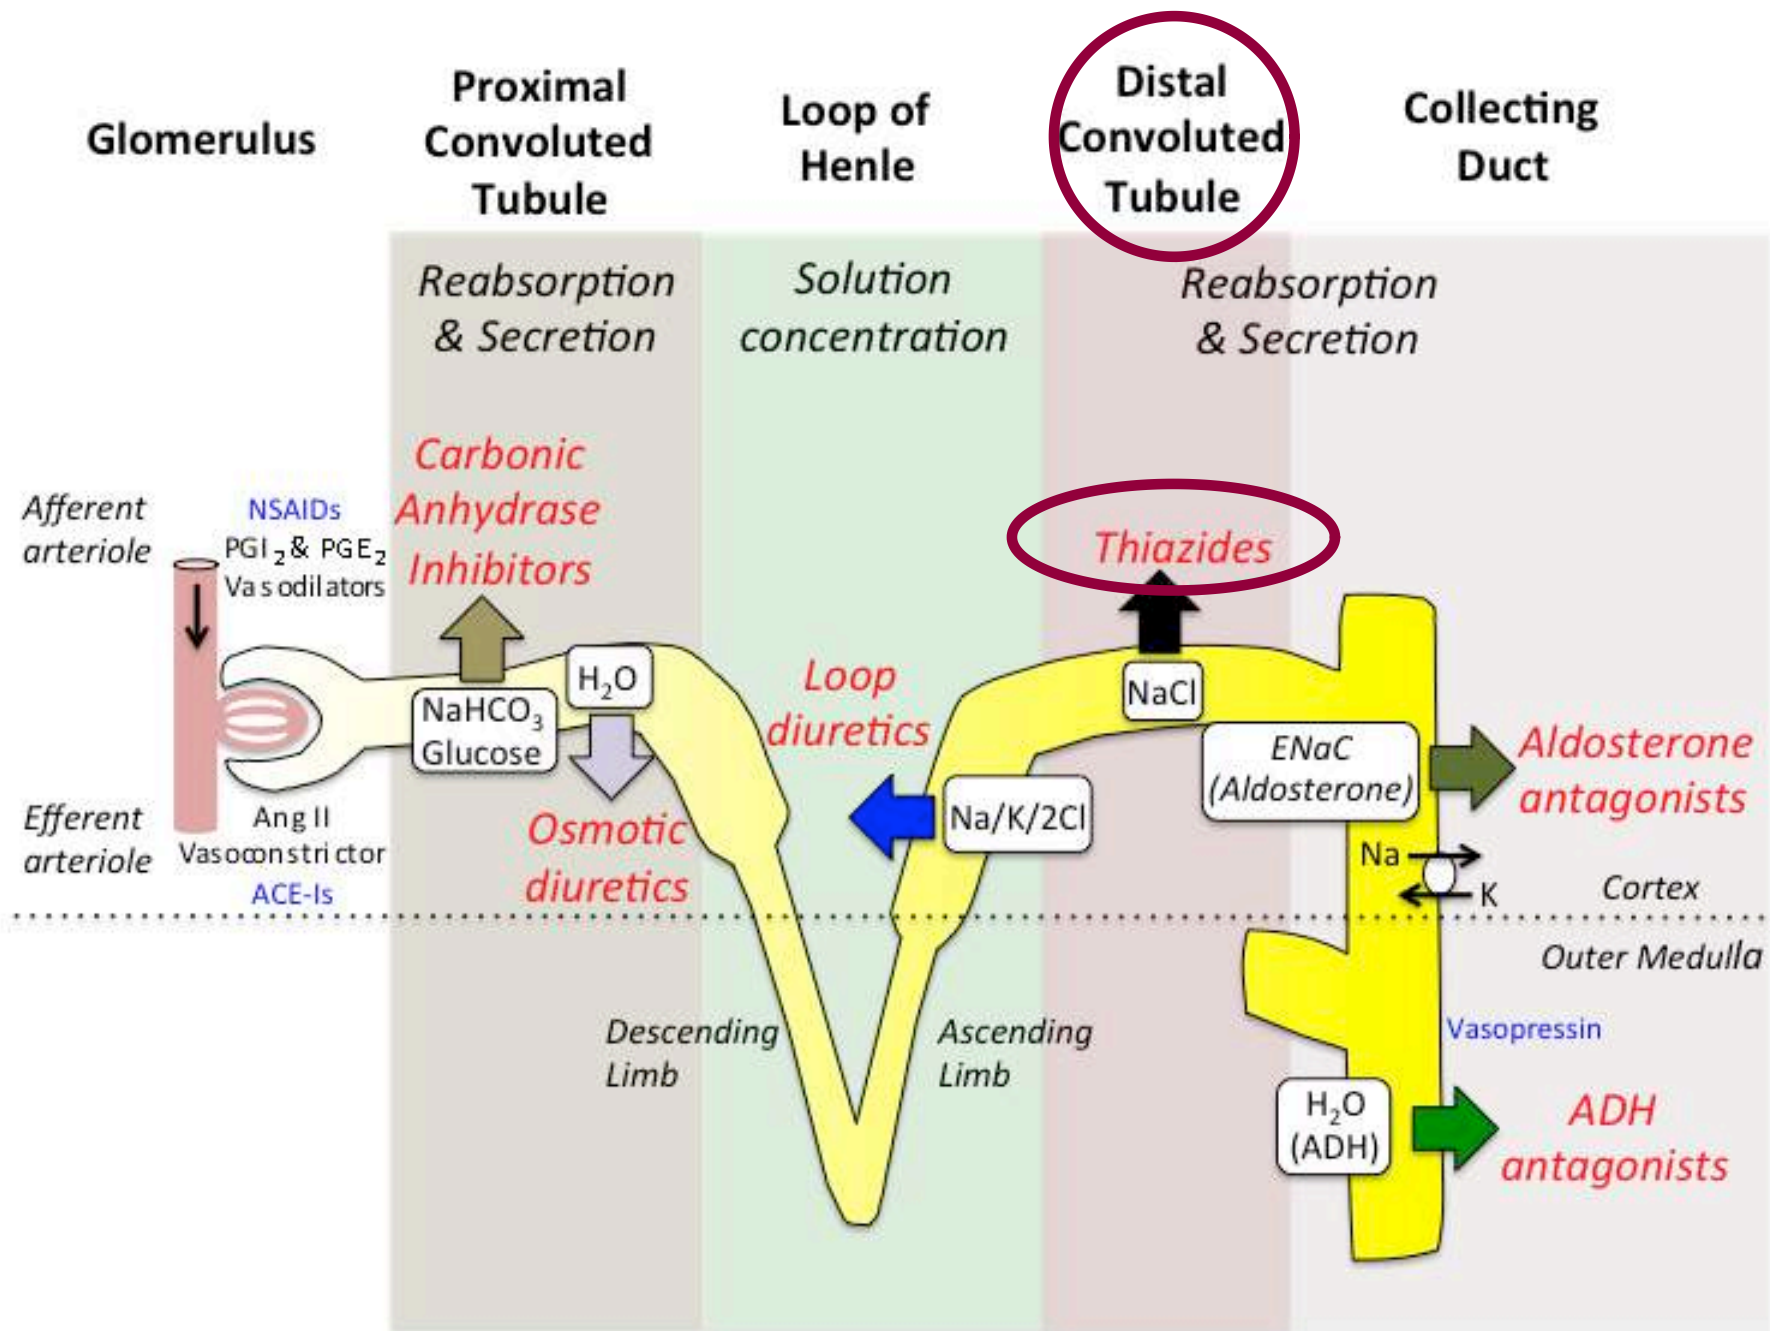 Glomerulus
Proximal
Convoluted
Tubule
Loop of
Henle
Distal
Convoluted
Tubule
Collecting
Duct
Reabsorption
& Secretion
Solution
concentration
Reabsorption
& Secretion
Afferent
arteriole
NSAIDs
PGI₂ & PGE₂
Vasodilators
Carbonic
Anhydrase
Inhibitors
Thiazides
NaHCO₃
Glucose
H₂O
Loop
diuretics
NaCl
Na/K/2Cl
ENaC
(Aldosterone)
Aldosterone
antagonists
Efferent
arteriole
Ang II
Vasoconstrictor
ACE-Is
Osmotic
diuretics
Na
K
Cortex
Outer Medulla
Descending
Limb
Ascending
Limb
Vasopressin
H₂O
(ADH)
ADH
antagonists